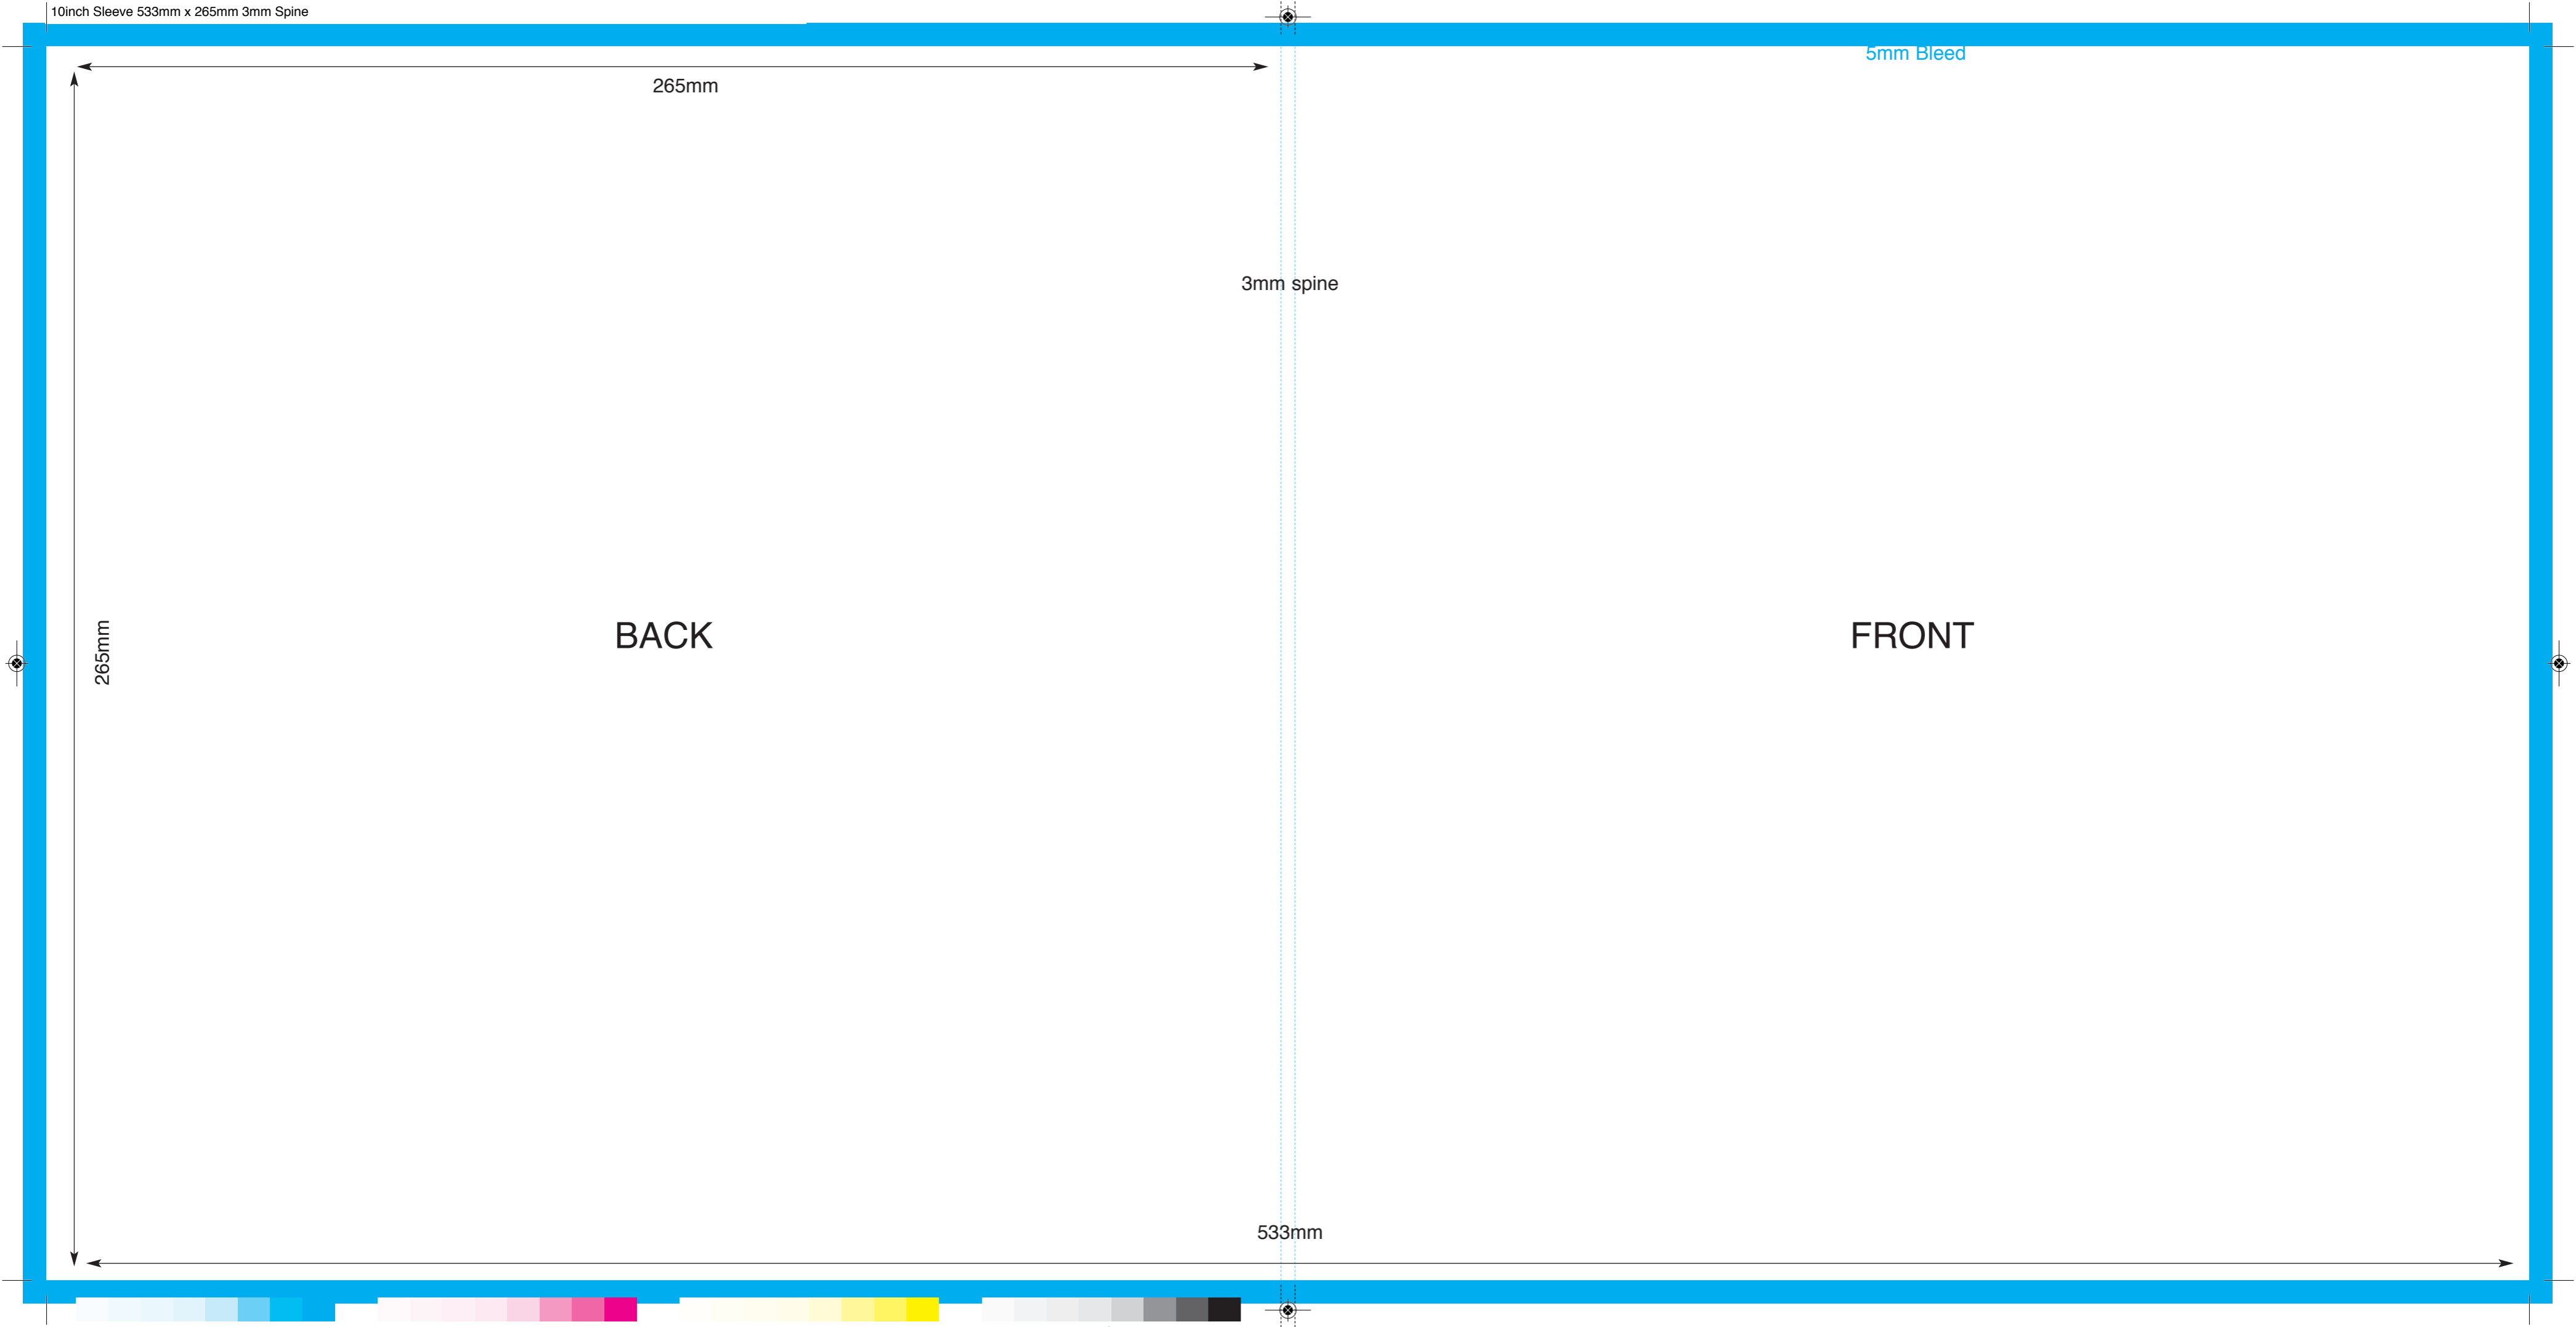 10inch Sleeve 533mm x 265mm 3mm Spine
5mm Bleed
265mm
3mm spine
265mm
BACK
FRONT
533mm